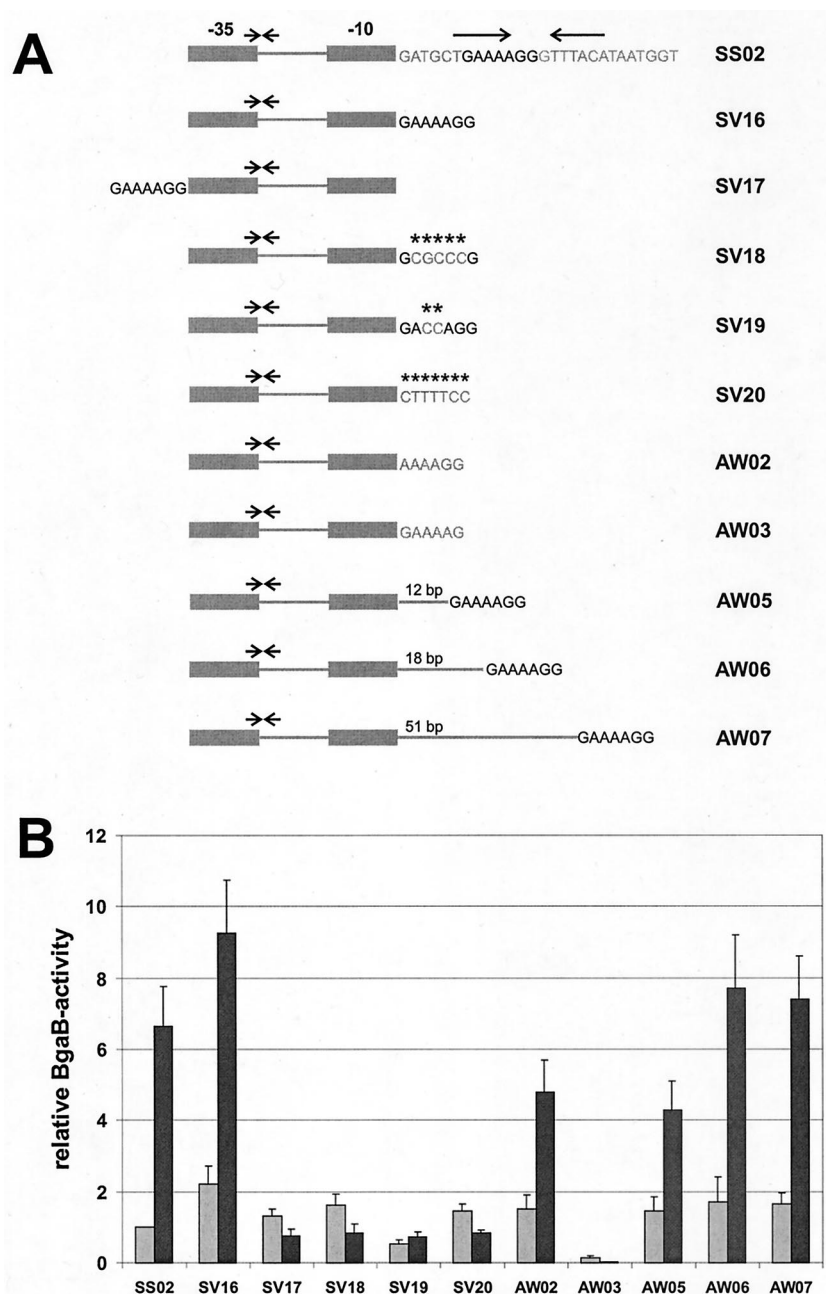 A
-35 -10
GATGCTGAAAAGGGTTTACATAATGGT SS02
GAAAAGG SV16
GAAAAGG SV17
*****
GCGCCCG SV18
**
GACCAGG SV19
*******
CTTTTCC SV20
AAAAGG AW02
GAAAAG AW03
12 bp
GAAAAGG AW05
18 bp
GAAAAGG AW06
51 bp
GAAAAGG AW07
B
relative BgaB-activity
12
10
8
6
4
2
0
SS02 SV16 SV17 SV18 SV19 SV20 AW02 AW03 AW05 AW06 AW07